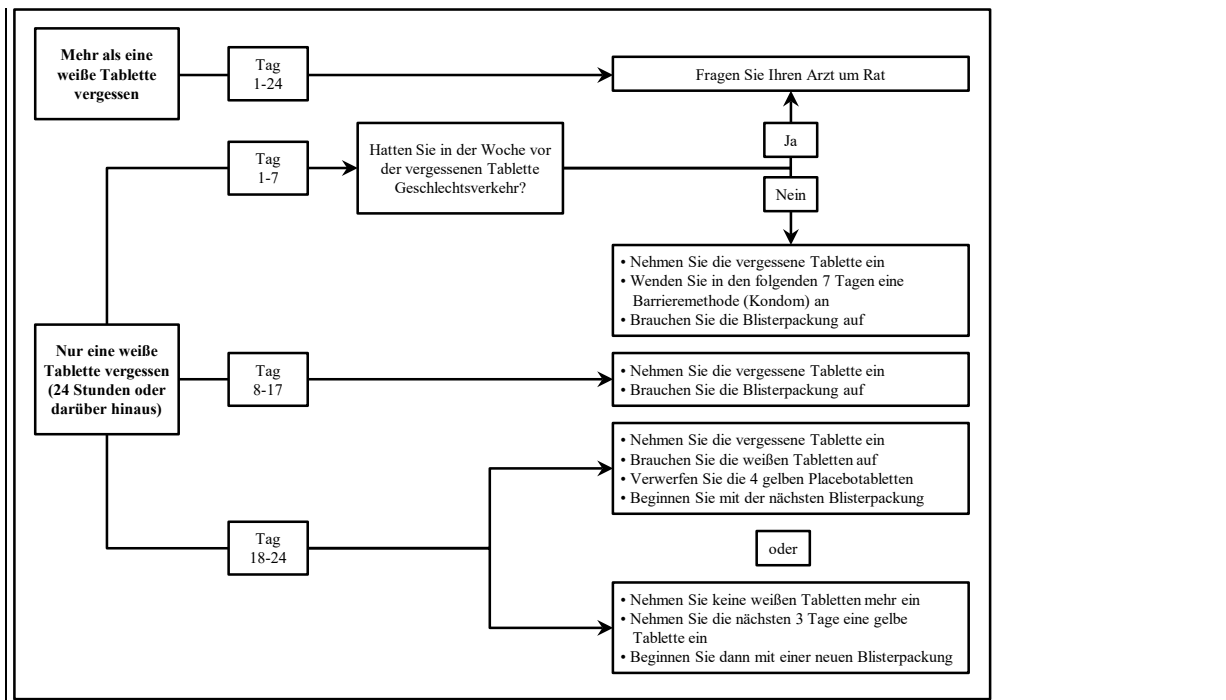 Mehr als eine
weiße Tablette
vergessen
Tag
1-24
Fragen Sie Ihren Arzt um Rat
Ja
Tag
1-7
Hatten Sie in der Woche vor
der vergessenen Tablette
Geschlechtsverkehr?
Nein
• Nehmen Sie die vergessene Tablette ein
• Wenden Sie in den folgenden 7 Tagen eine
Barrieremethode (Kondom) an
• Brauchen Sie die Blisterpackung auf
Nur eine weiße
Tablette vergessen
(24 Stunden oder
darüber hinaus)
Tag
8-17
• Nehmen Sie die vergessene Tablette ein
• Brauchen Sie die Blisterpackung auf
Tag
18-24
• Nehmen Sie die vergessene Tablette ein
• Brauchen Sie die weißen Tabletten auf
• Verwerfen Sie die 4 gelben Placebotabletten
• Beginnen Sie mit der nächsten Blisterpackung
oder
• Nehmen Sie keine weißen Tabletten mehr ein
• Nehmen Sie die nächsten 3 Tage eine gelbe
Tablette ein
• Beginnen Sie dann mit einer neuen Blisterpackung